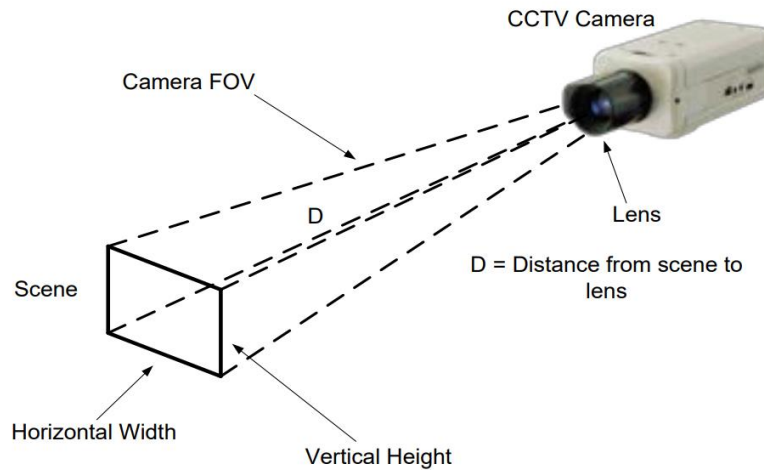 CCTV Camera
Camera FOV
D
Lens
Scene
D = Distance from scene to
lens
Horizontal Width
Vertical Height